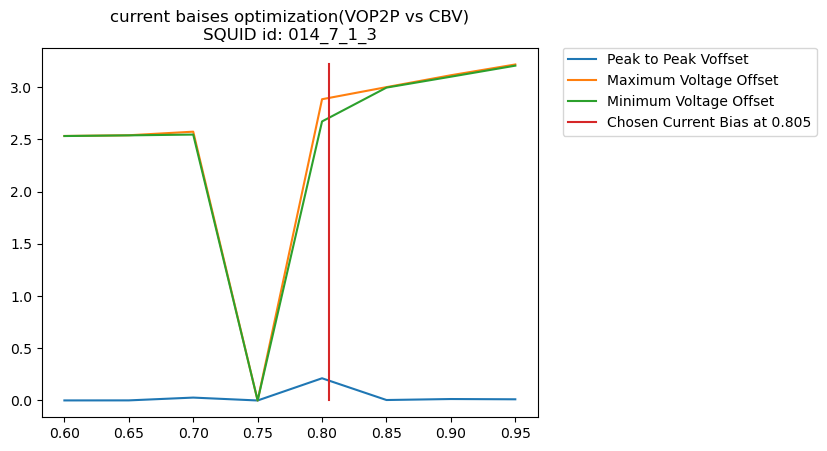 current baises optimization(VOP2P vs CBV)
SQUID id: 014_7_1_3
Peak to Peak Voffset
Maximum Voltage Offset
Minimum Voltage Offset
Chosen Current Bias at 0.805
3.0
2.5
2.0
1.5
1.0
0.5
0.0
0.60 0.65 0.70 0.75 0.80 0.85 0.90 0.95